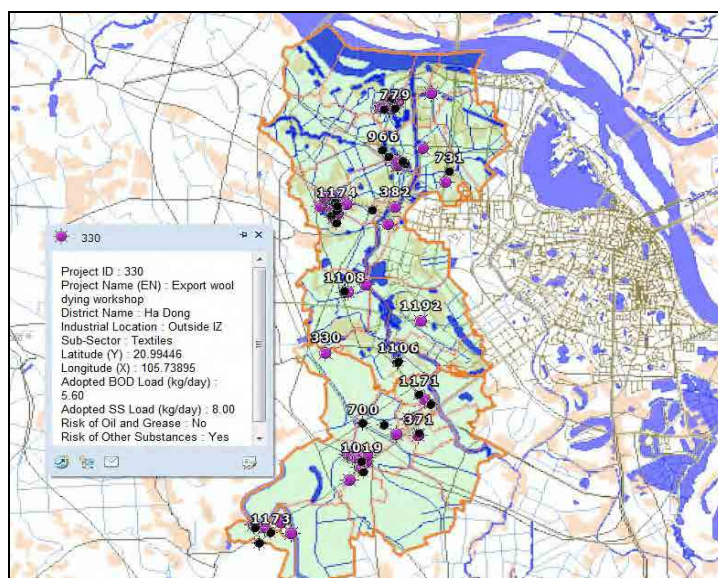 779
966
731
1174
382
330
Project ID : 330
Project Name (EN) : Export wool
dying workshop
District Name : Ha Dong
Industrial Location : Outside IZ
Sub-Sector : Textiles
Latitude (Y) : 20.99446
Longitude (X) : 105.73895
Adopted BOD Load (kg/day) :
5.60
Adopted SS Load (kg/day) : 8.00
Risk of Oil and Grease : No
Risk of Other Substances : Yes
1108
1192
330
1106
1171
700
371
1019
1173